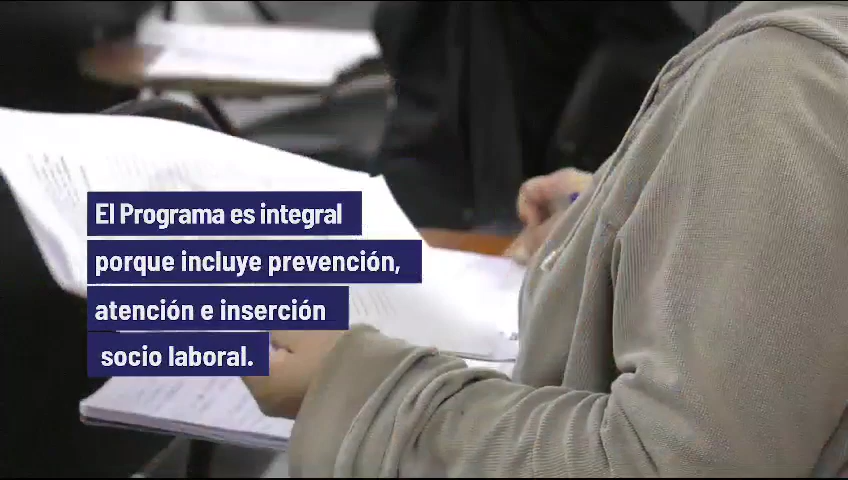 El Programa es integral
porque incluye prevención,
atención e inserción
socio laboral.